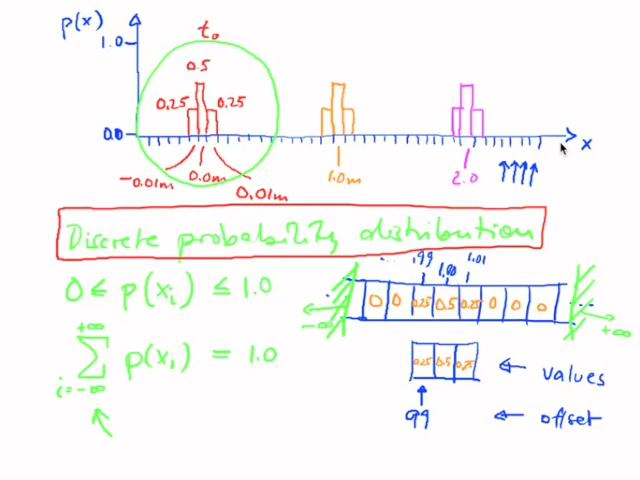 p(x)
t₀
1.0
0.5
0.25 0.25
0.0
x
-0.01m 0.0m 0.01m
1.0m
2.0
Discrete probability distribution
0 ≤ p(xᵢ) ≤ 1.0
... .99 1.00 1.01
0 0 0.25 0.5 0.25 0 0 0
-∞ +∞
+∞
∑ p(xᵢ) = 1.0
i=-∞
0.25 0.5 0.25 ← values
99 ← offset